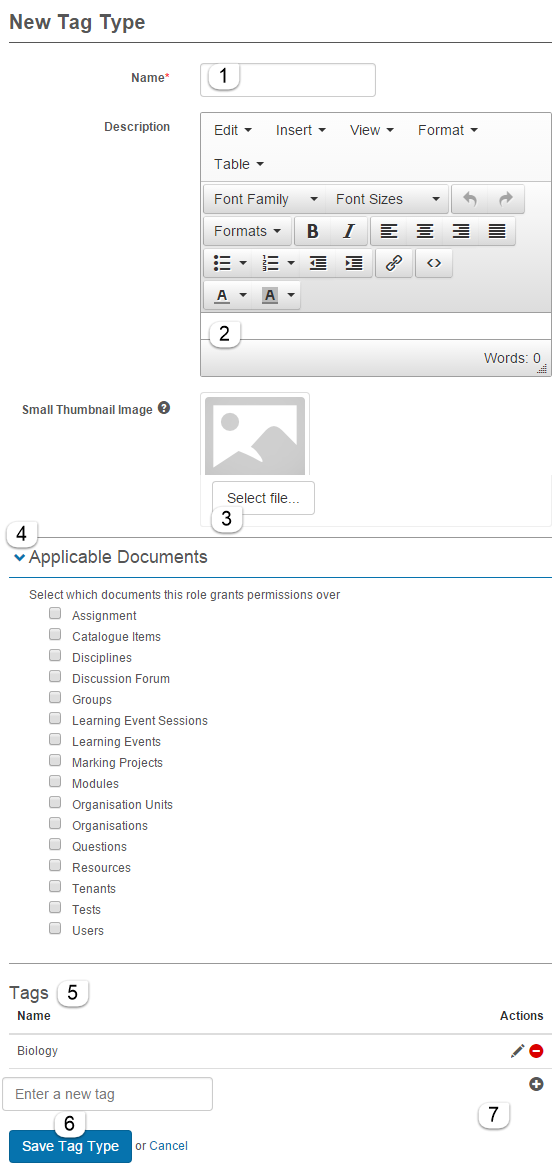 New Tag Type
Name* 1
Description
Edit Insert View Format
Table
Font Family Font Sizes
Formats B I
A A
2
Words: 0
Small Thumbnail Image ?
Select file...
3
4
Applicable Documents
Select which documents this role grants permissions over
Assignment
Catalogue Items
Disciplines
Discussion Forum
Groups
Learning Event Sessions
Learning Events
Marking Projects
Modules
Organisation Units
Organisations
Questions
Resources
Tenants
Tests
Users
Tags 5
Name Actions
Biology
Enter a new tag
6 7
Save Tag Type or Cancel